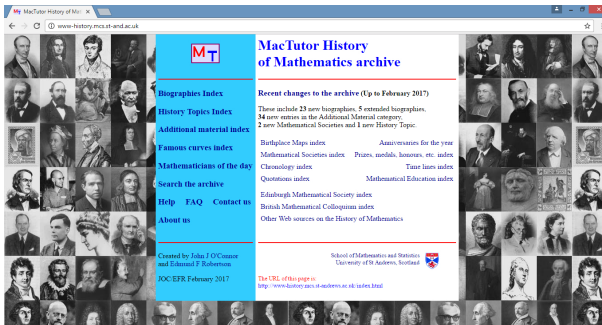 MacTutor History of Mat
www-history.mcs.st-and.ac.uk
MT
MacTutor History
of Mathematics archive
Biographies Index
History Topics Index
Additional material index
Famous curves index
Mathematicians of the day
Search the archive
Help FAQ Contact us
About us
Recent changes to the archive (Up to February 2017)
These include 23 new biographies, 5 extended biographies,
34 new entries in the Additional Material category,
2 new Mathematical Societies and 1 new History Topic.
Birthplace Maps index Anniversaries for the year
Mathematical Societies index Prizes, medals, honours, etc. index
Chronology index Time lines index
Quotations index Mathematical Education index
Edinburgh Mathematical Society index
British Mathematical Colloquium index
Other Web sources on the History of Mathematics
Created by John J O'Connor
and Edmund F Robertson
JOC/EFR February 2017
School of Mathematics and Statistics
University of St Andrews, Scotland
The URL of this page is:
http://www-history.mcs.st-andrews.ac.uk/index.html